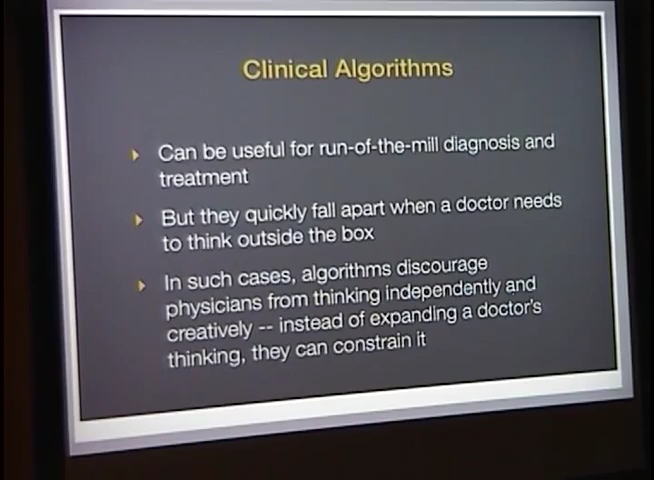 Clinical Algorithms
Can be useful for run-of-the-mill diagnosis and
treatment
But they quickly fall apart when a doctor needs
to think outside the box
In such cases, algorithms discourage
physicians from thinking independently and
creatively -- instead of expanding a doctor's
thinking, they can constrain it